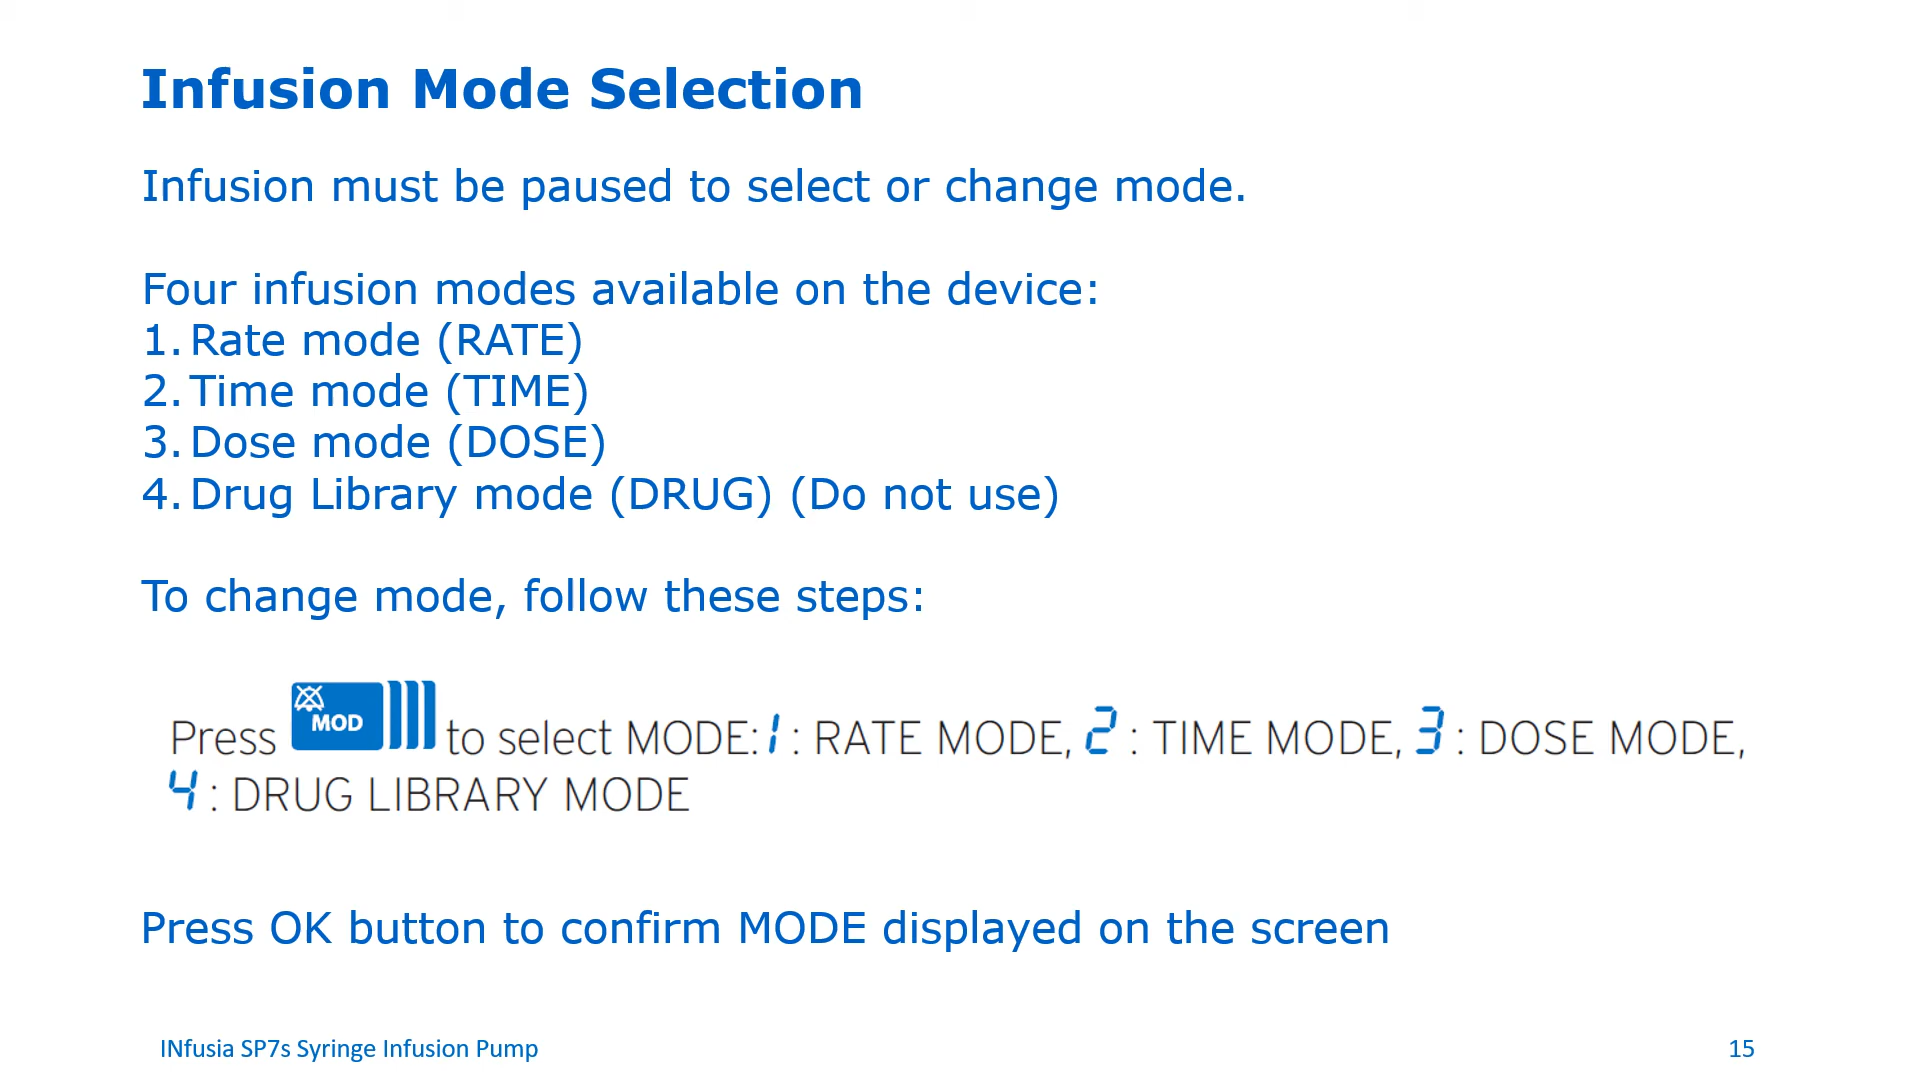 Infusion Mode Selection
Infusion must be paused to select or change mode.
Four infusion modes available on the device:
1. Rate mode (RATE)
2. Time mode (TIME)
3. Dose mode (DOSE)
4. Drug Library mode (DRUG) (Do not use)
To change mode, follow these steps:
Press MOD to select MODE: 1 : RATE MODE, 2 : TIME MODE, 3 : DOSE MODE,
4 : DRUG LIBRARY MODE
Press OK button to confirm MODE displayed on the screen
INfusia SP7s Syringe Infusion Pump 15